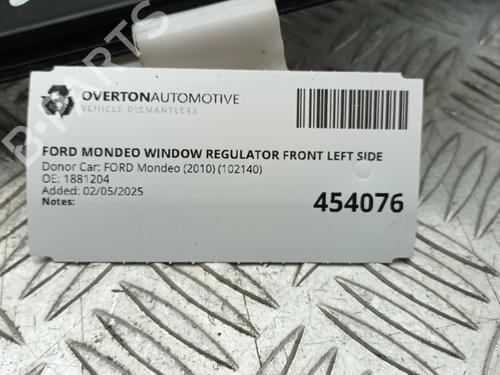 OVERTONAUTOMOTIVE
VEHICLE DISMANTLERS
FORD MONDEO WINDOW REGULATOR FRONT LEFT SIDE
Donor Car: FORD Mondeo (2010) (102140)
OE: 1881204
Added: 02/05/2025
Notes:
454076
B-PARTS